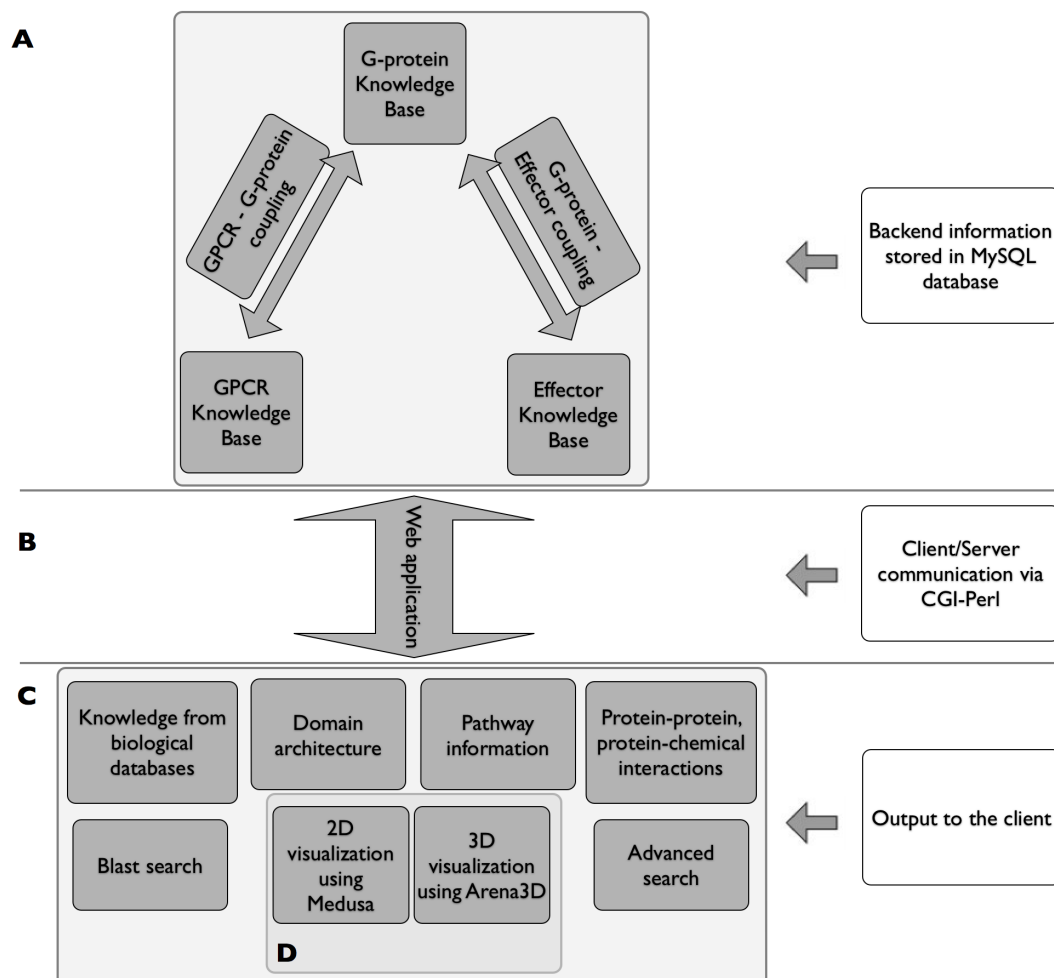 A
G-protein
Knowledge
Base
GPCR - G-protein
coupling
G-protein -
Effector coupling
GPCR
Knowledge
Base
Effector
Knowledge
Base
Backend information
stored in MySQL
database
B
Web application
Client/Server
communication via
CGI-Perl
C
Knowledge from
biological
databases
Domain
architecture
Pathway
information
Protein-protein,
protein-chemical
interactions
Blast search
2D
visualization
using
Medusa
3D
visualization
using Arena3D
Advanced
search
D
Output to the client